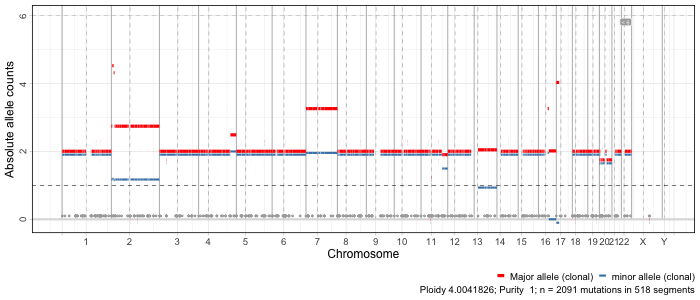 Absolute allele counts
6
4
2
0
1 2 3 4 5 6 7 8 9 10 11 12 13 14 15 16 17 18 19 20 21 22 X Y
Chromosome
Major allele (clonal) minor allele (clonal)
Ploidy 4.0041826; Purity 1; n = 2091 mutations in 518 segments